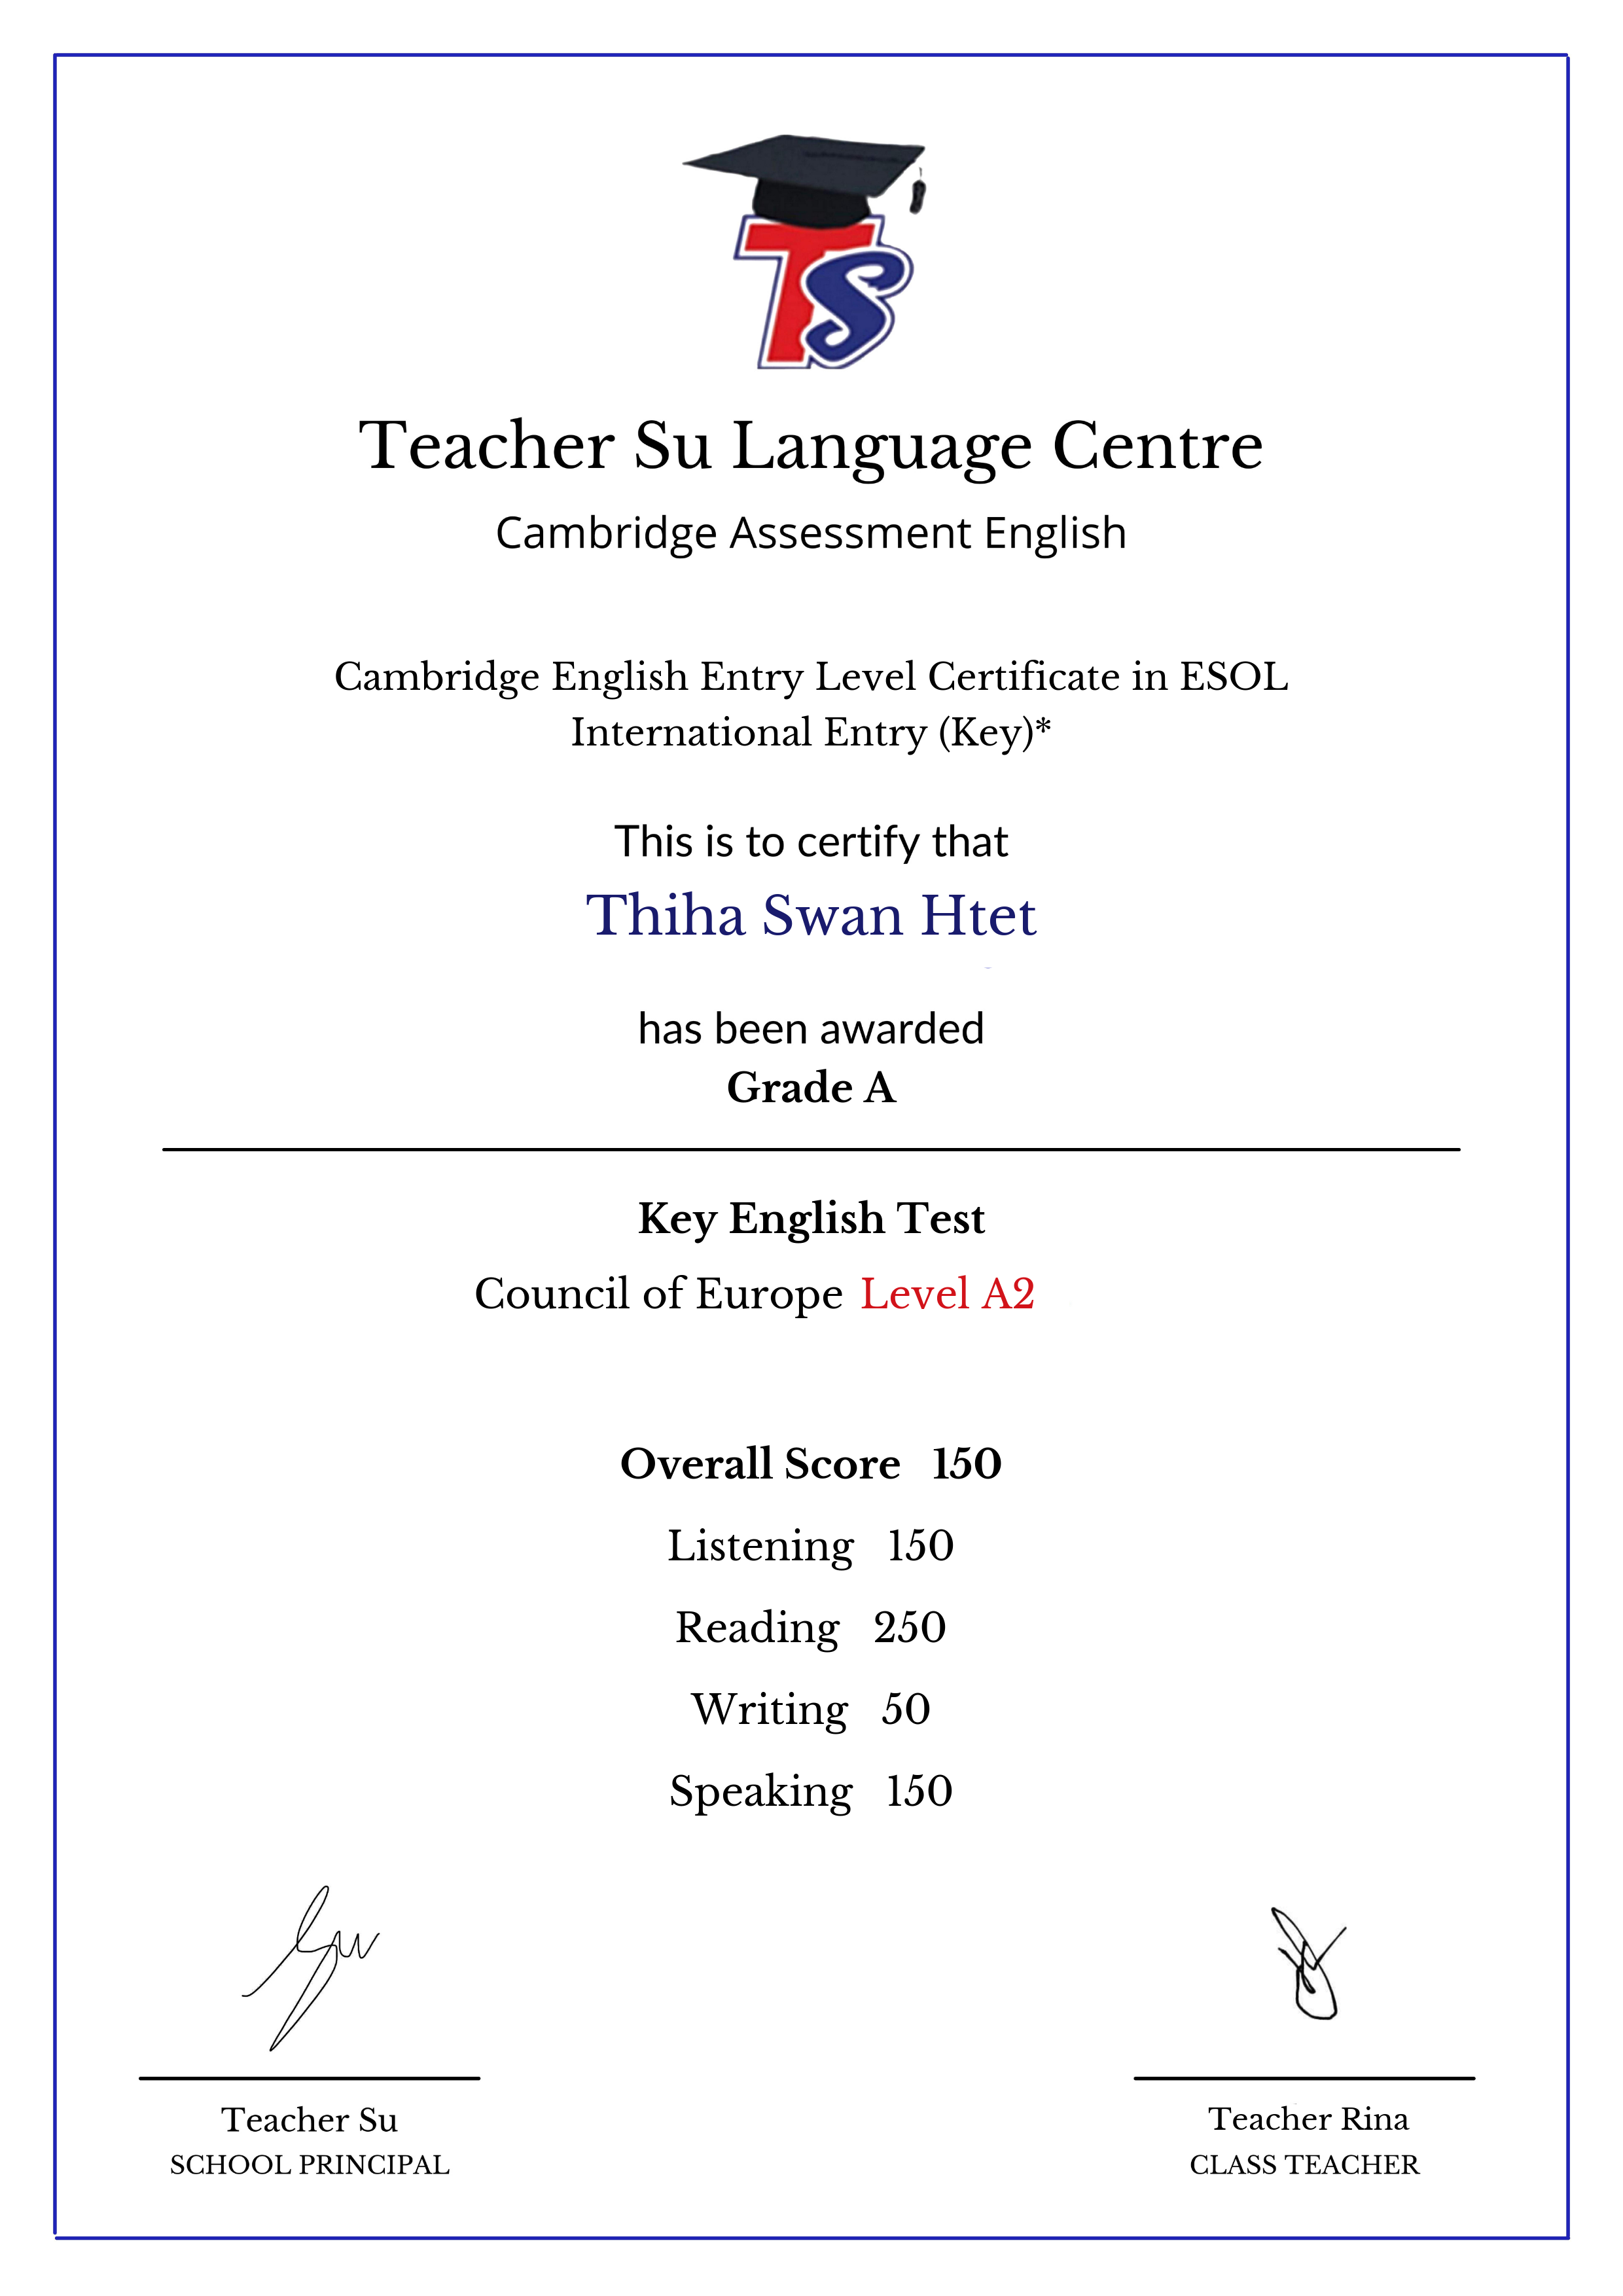 TS
Teacher Su Language Centre
Cambridge Assessment English
Cambridge English Entry Level Certificate in ESOL
International Entry (Key)*
This is to certify that
Thiha Swan Htet
has been awarded
Grade A
Key English Test
Council of Europe Level A2
Overall Score 150
Listening 150
Reading 250
Writing 50
Speaking 150
Su
Teacher Su
SCHOOL PRINCIPAL
Teacher Rina
CLASS TEACHER